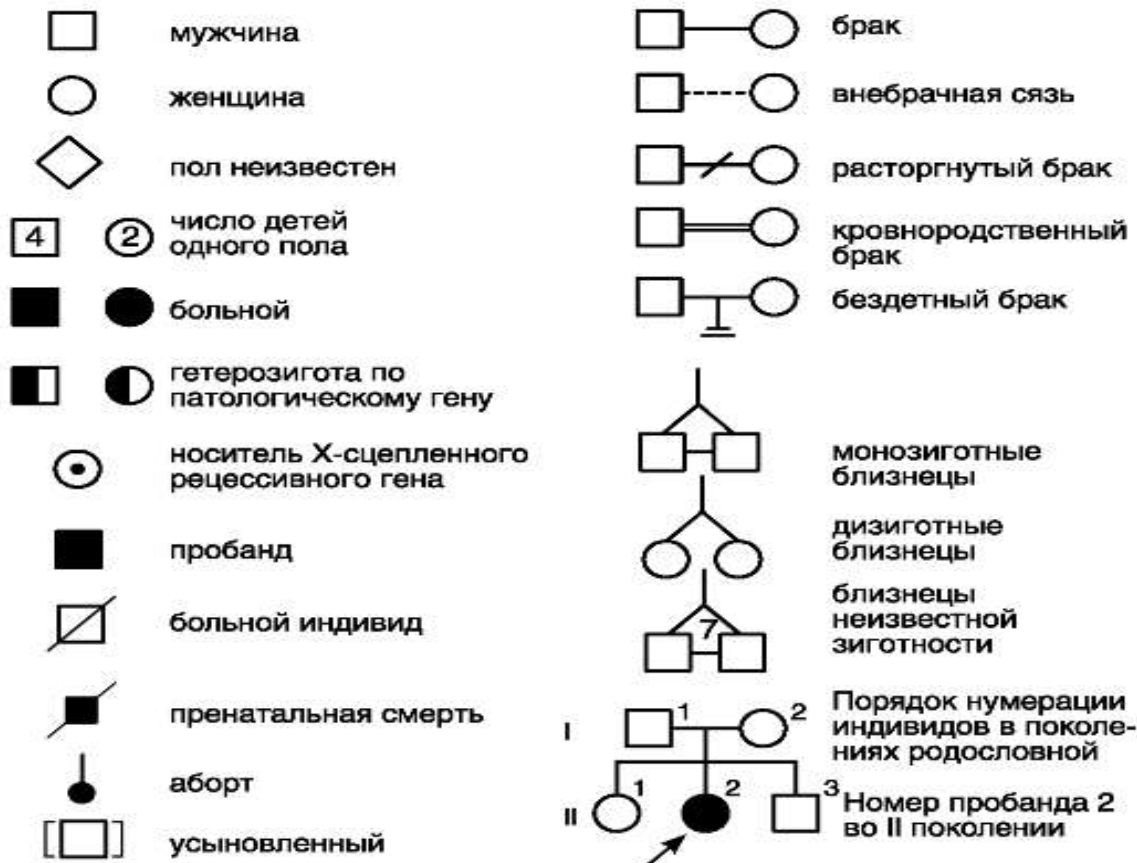 мужчина
женщина
пол неизвестен
4
2
число детей
одного пола
больной
гетерозигота по
патологическому гену
носитель Х-сцепленного
рецессивного гена
пробанд
больной индивид
пренатальная смерть
аборт
[ ]
усыновленный
брак
внебрачная сязь
расторгнутый брак
кровнородственный
брак
бездетный брак
монозиготные
близнецы
дизиготные
близнецы
7
близнецы
неизвестной
зиготности
I
1
2
Порядок нумерации
индивидов в поколе-
ниях родословной
II
1
2
3
Номер пробанда 2
во II поколении